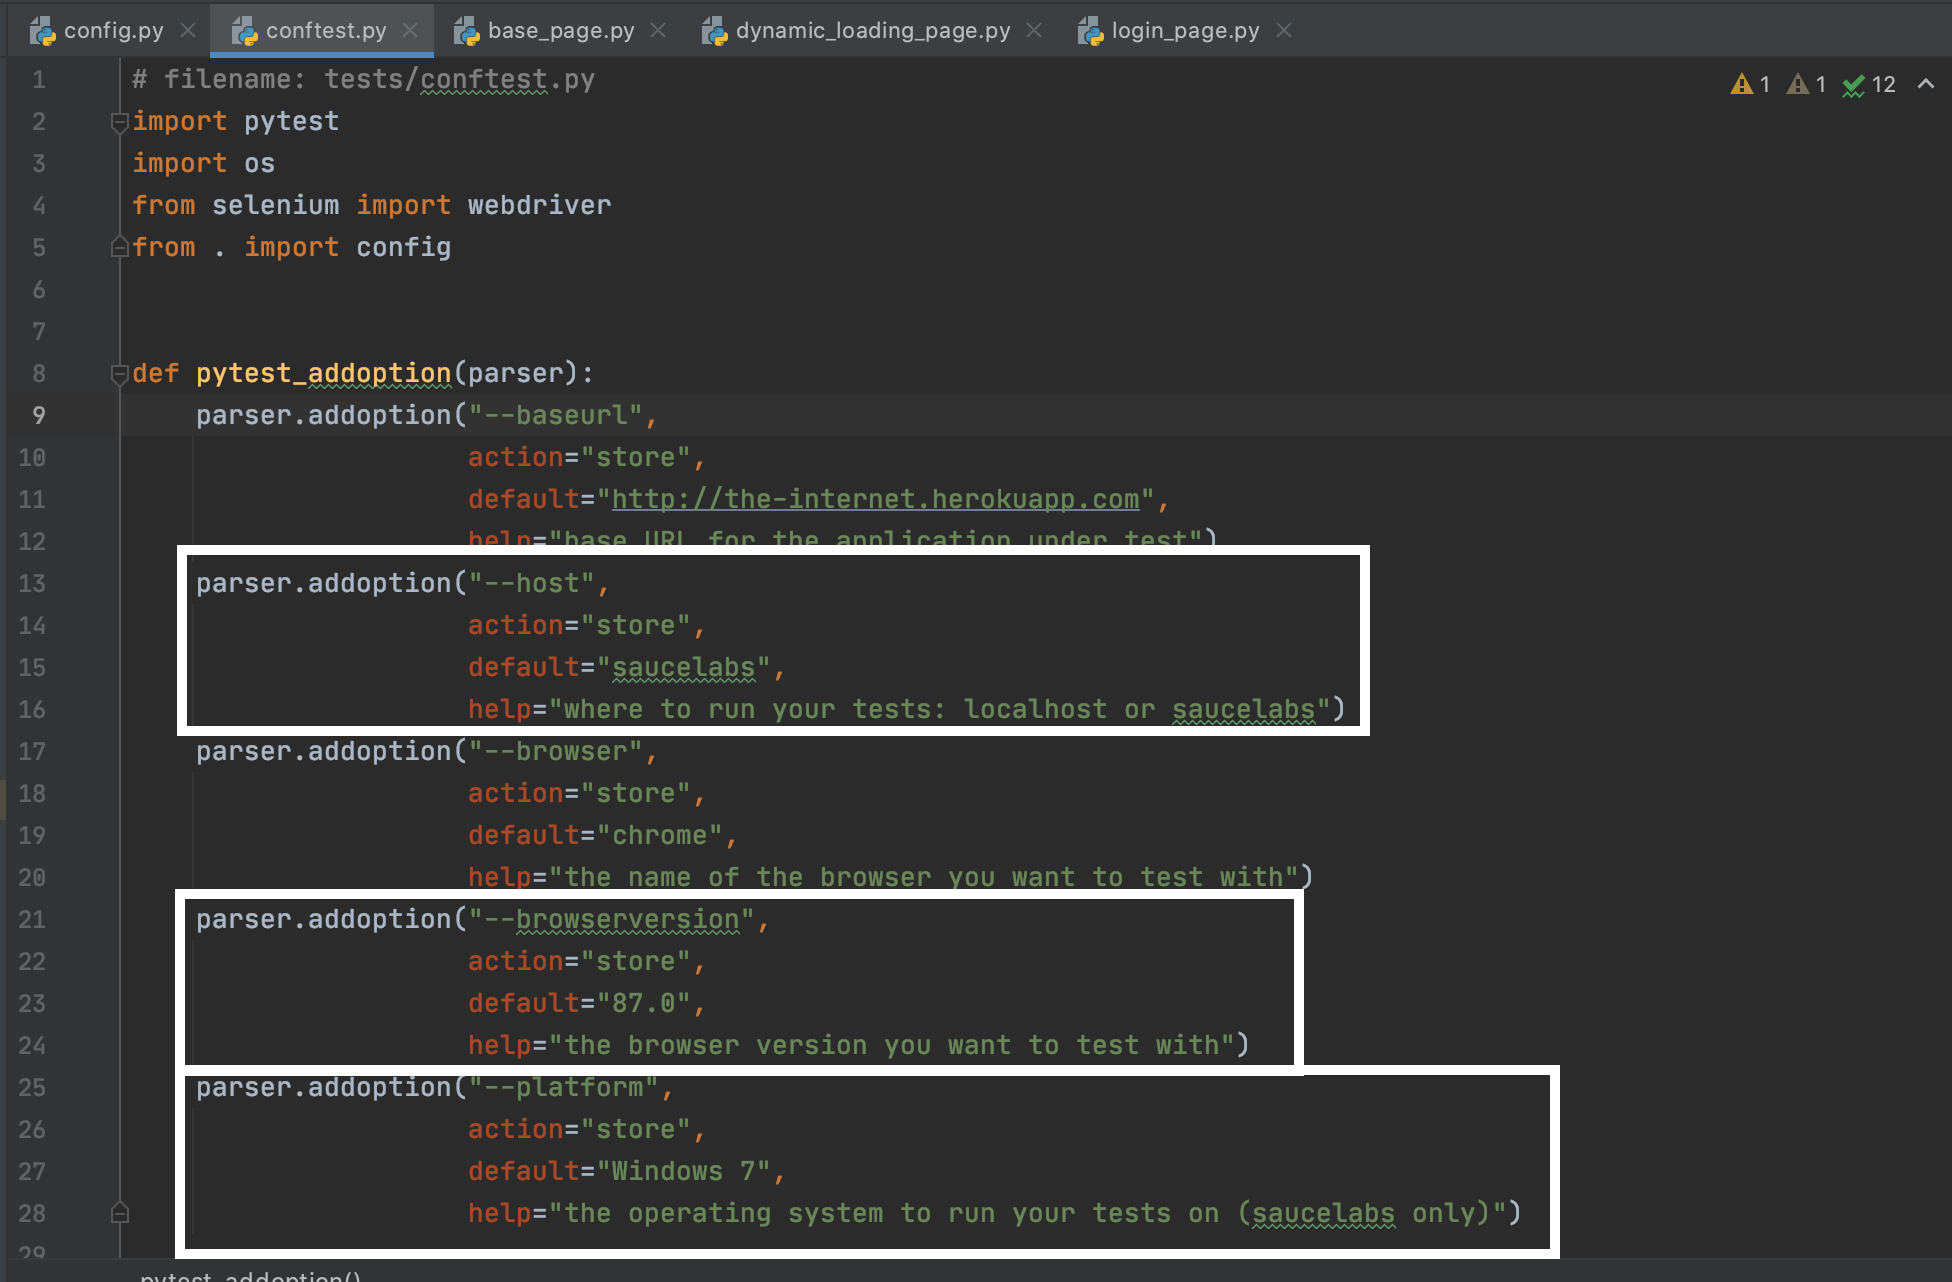 config.py conftest.py base_page.py dynamic_loading_page.py login_page.py
1 # filename: tests/conftest.py 1 1 12
2 import pytest
3 import os
4 from selenium import webdriver
5 from . import config
6
7
8 def pytest_addoption(parser):
9 parser.addoption("--baseurl",
10 action="store",
11 default="http://the-internet.herokuapp.com",
12 help="base URL for the application under test")
13 parser.addoption("--host",
14 action="store",
15 default="saucelabs",
16 help="where to run your tests: localhost or saucelabs")
17 parser.addoption("--browser",
18 action="store",
19 default="chrome",
20 help="the name of the browser you want to test with")
21 parser.addoption("--browserversion",
22 action="store",
23 default="87.0",
24 help="the browser version you want to test with")
25 parser.addoption("--platform",
26 action="store",
27 default="Windows 7",
28 help="the operating system to run your tests on (saucelabs only)")
29
pytest_addoption()